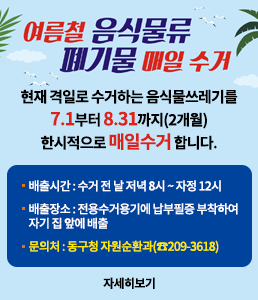 여름철 음식물류
폐기물 매일 수거
현재 격일로 수거하는 음식물쓰레기를
7.1부터 8.31까지(2개월)
한시적으로 매일수거 합니다.
• 배출시간 : 수거 전 날 저녁 8시 ~ 자정 12시
• 배출장소 : 전용수거용기에 납부필증 부착하여
자기 집 앞에 배출
• 문의처 : 동구청 자원순환과(☎209-3618)
자세히보기